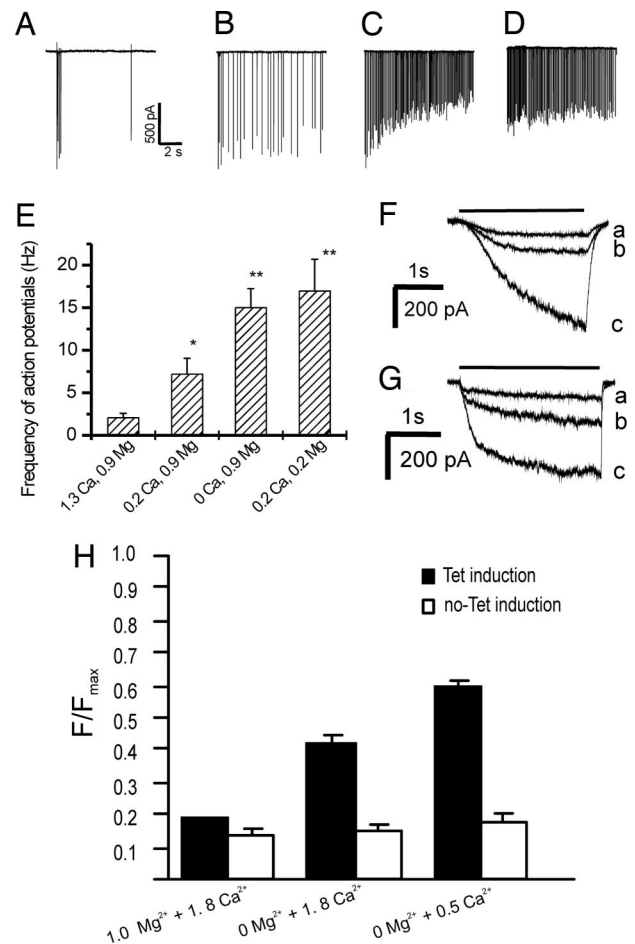 A
B
C
D
500 pA
2 s
E
Frequency of action potentials (Hz)
20
15
10
5
0
*
**
**
1.3 Ca, 0.9 Mg
0.2 Ca, 0.9 Mg
0 Ca, 0.9 Mg
0.2 Ca, 0.2 Mg
F
a
b
c
1s
200 pA
G
a
b
c
1s
200 pA
H
Tet induction
no-Tet induction
F/Fmax
1.0
0.9
0.8
0.7
0.6
0.5
0.4
0.3
0.2
0.1
1.0 Mg²⁺ + 1. 8 Ca²⁺
0 Mg²⁺ + 1. 8 Ca²⁺
0 Mg²⁺ + 0.5 Ca²⁺